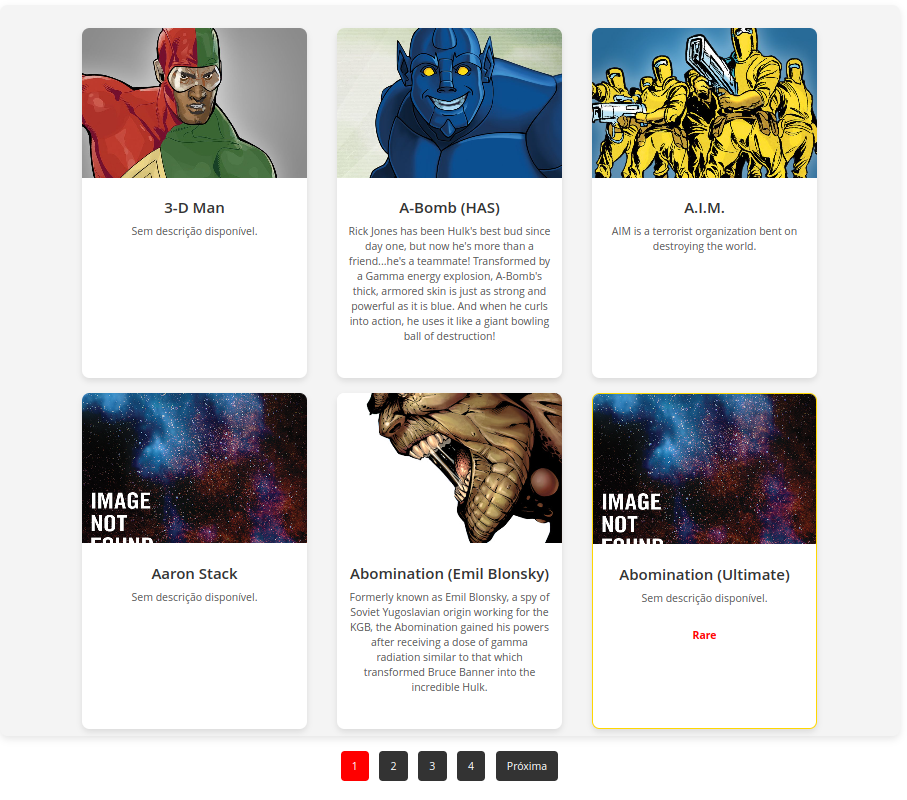 3-D Man
Sem descrição disponível.
A-Bomb (HAS)
Rick Jones has been Hulk's best bud since
day one, but now he's more than a
friend...he's a teammate! Transformed by
a Gamma energy explosion, A-Bomb's
thick, armored skin is just as strong and
powerful as it is blue. And when he curls
into action, he uses it like a giant bowling
ball of destruction!
A.I.M.
AIM is a terrorist organization bent on
destroying the world.
IMAGE
NOT
FOUND
Aaron Stack
Sem descrição disponível.
Abomination (Emil Blonsky)
Formerly known as Emil Blonsky, a spy of
Soviet Yugoslavian origin working for the
KGB, the Abomination gained his powers
after receiving a dose of gamma
radiation similar to that which
transformed Bruce Banner into the
incredible Hulk.
IMAGE
NOT
FOUND
Abomination (Ultimate)
Sem descrição disponível.
Rare
1 2 3 4 Próxima